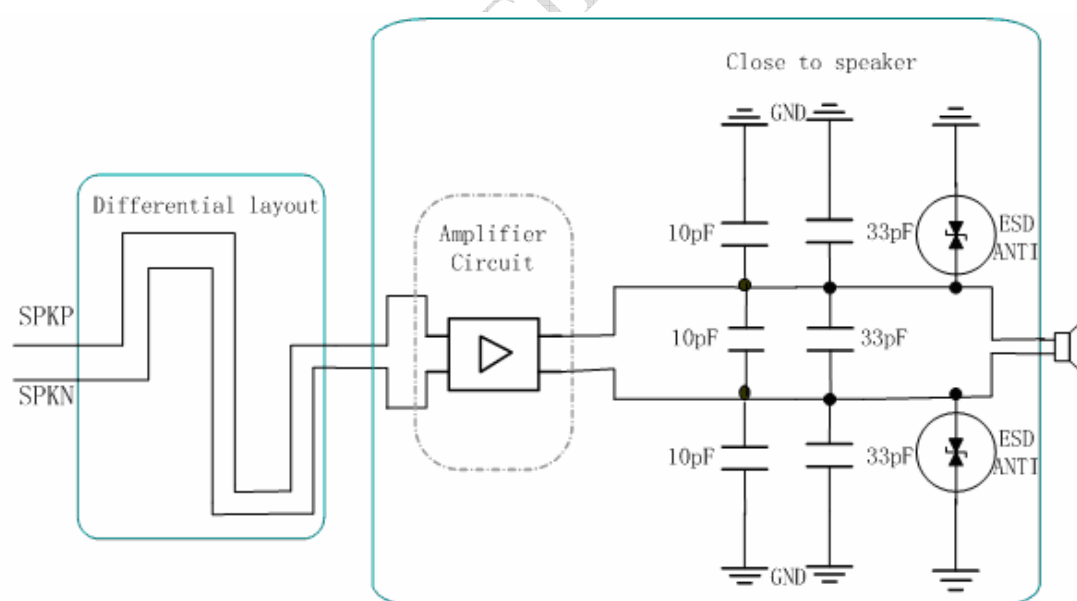 Close to speaker
GND
Differential layout
10pF
33pF
ESD
ANTI
Amplifier
Circuit
SPKP
10pF
33pF
SPKN
10pF
33pF
ESD
ANTI
GND